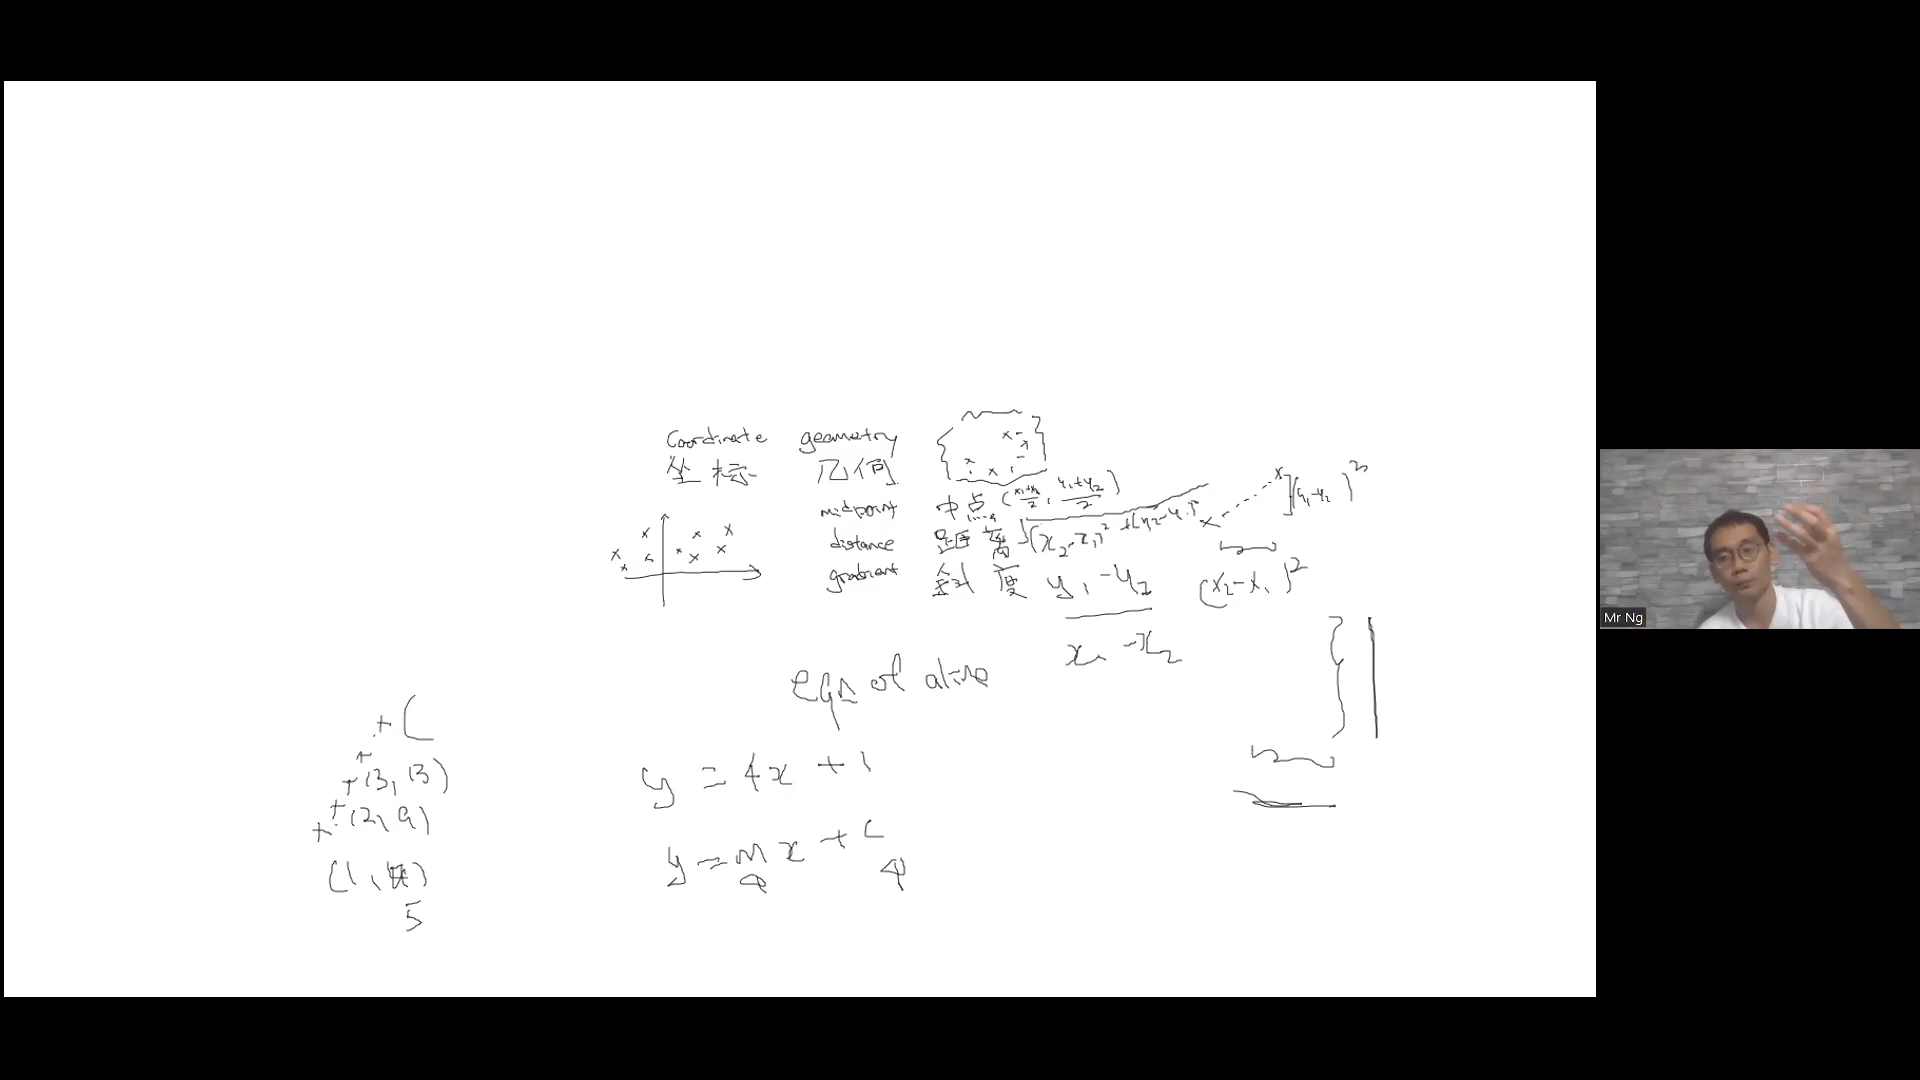 Coordinate geometry
坐标 几何
midpoint 中点 (x₁+x₂/2, y₁+y₂/2)
distance 距离 √(x₂-x₁)²+(y₂-y₁)²
(y₁-y₂)²
gradient 斜度 y₁-y₂/x₁-x₂
(x₂-x₁)²
eqn of a line
y = 4x + 1
y = mx + c
(3, 13)
(2, 9)
(1, )
5
Mr Ng